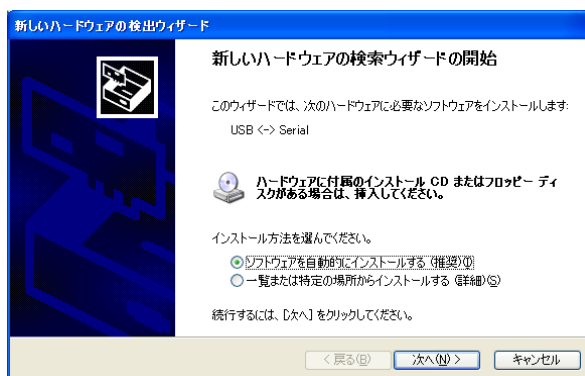 新しいハードウェアの検出ウィザード
新しいハードウェアの検索ウィザードの開始
このウィザードでは、次のハードウェアに必要なソフトウェアをインストールします:
USB <-> Serial
ハードウェアに付属のインストール CD またはフロッピー ディ
スクがある場合は、挿入してください。
インストール方法を選んでください。
ソフトウェアを自動的にインストールする (推奨)(I)
一覧または特定の場所からインストールする (詳細)(S)
続行するには、[次へ] をクリックしてください。
< 戻る(B) 次へ(N) > キャンセル